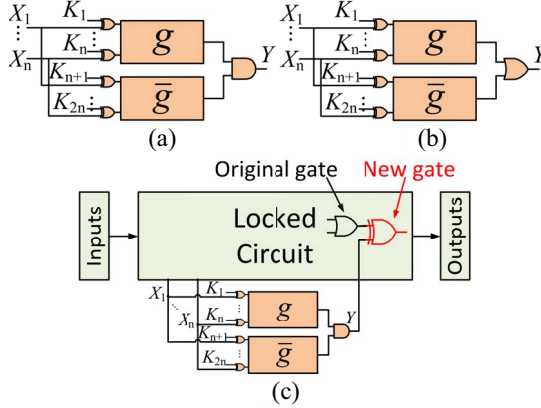 X₁ K₁
⋮ ⋮ g
Xₙ Kₙ
Y
Kₙ₊₁
⋮ g̅
K₂ₙ
(a)
X₁ K₁
⋮ ⋮ g
Xₙ Kₙ
Y
Kₙ₊₁
⋮ g̅
K₂ₙ
(b)
Original gate New gate
Inputs
Locked
Circuit
Outputs
X₁ K₁
⋱ ⋮ g
Xₙ Kₙ
Y
Kₙ₊₁
⋮ g̅
K₂ₙ
(c)